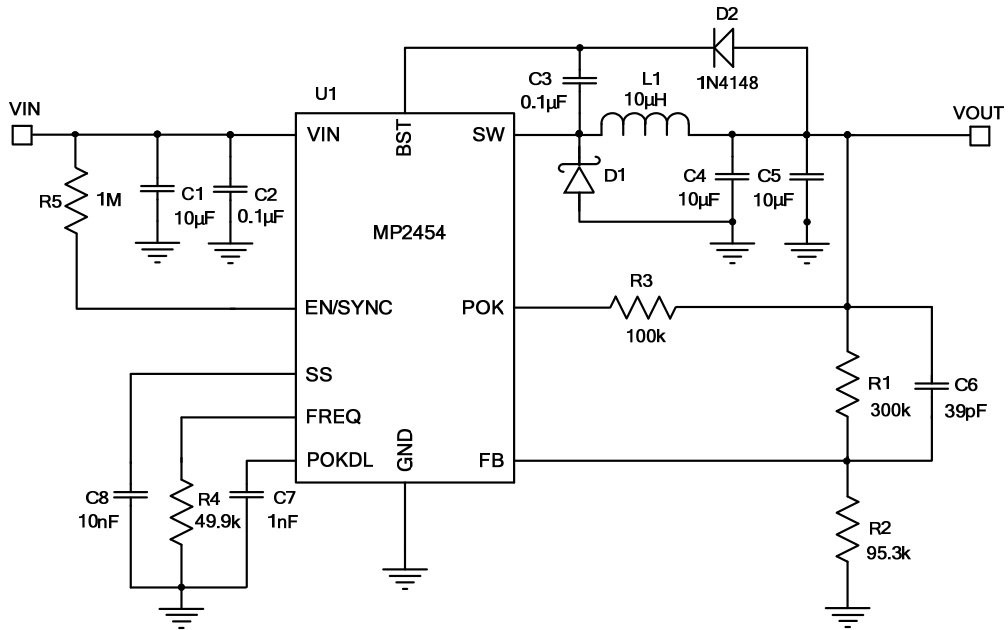 D2
1N4148
C3
0.1µF
L1
10µH
U1
VIN
VIN
BST
SW
VOUT
D1
C4
10µF
C5
10µF
R5
1M
C1
10µF
C2
0.1µF
MP2454
EN/SYNC
POK
R3
100k
SS
FREQ
POKDL
GND
FB
R1
300k
C6
39pF
C8
10nF
R4
49.9k
C7
1nF
R2
95.3k